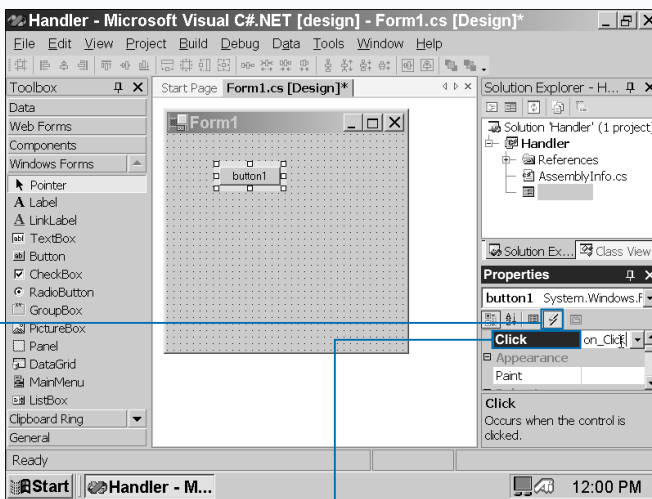 Handler - Microsoft Visual C#.NET [design] - Form1.cs [Design]*
File Edit View Project Build Debug Data Tools Window Help
Toolbox
Start Page Form1.cs [Design]*
Solution Explorer - H...
Data
Web Forms
Components
Windows Forms
Pointer
A Label
A LinkLabel
TextBox
Button
CheckBox
RadioButton
GroupBox
PictureBox
Panel
DataGrid
MainMenu
ListBox
Clipboard Ring
General
Form1
button1
Solution 'Handler' (1 project)
Handler
References
AssemblyInfo.cs
Solution Ex... Class View
Properties
button1 System.Windows.F
Click on_Click
Appearance
Paint
Click
Occurs when the control is
clicked.
Ready
Start Handler - M... 12:00 PM